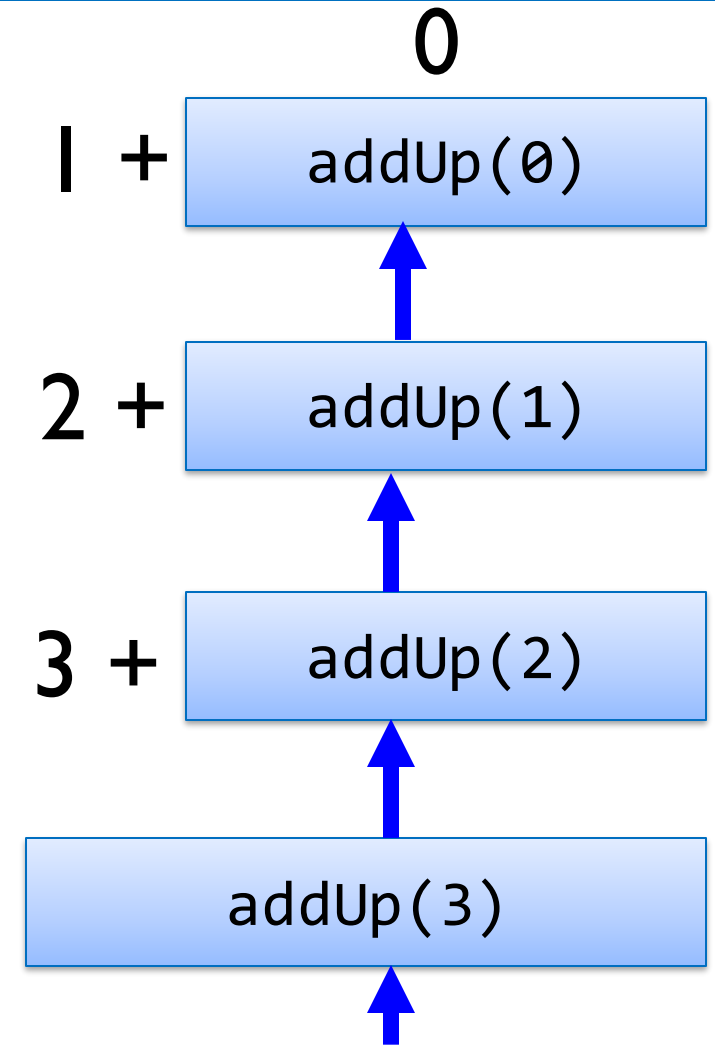 0
1 + addUp(0)
2 + addUp(1)
3 + addUp(2)
addUp(3)